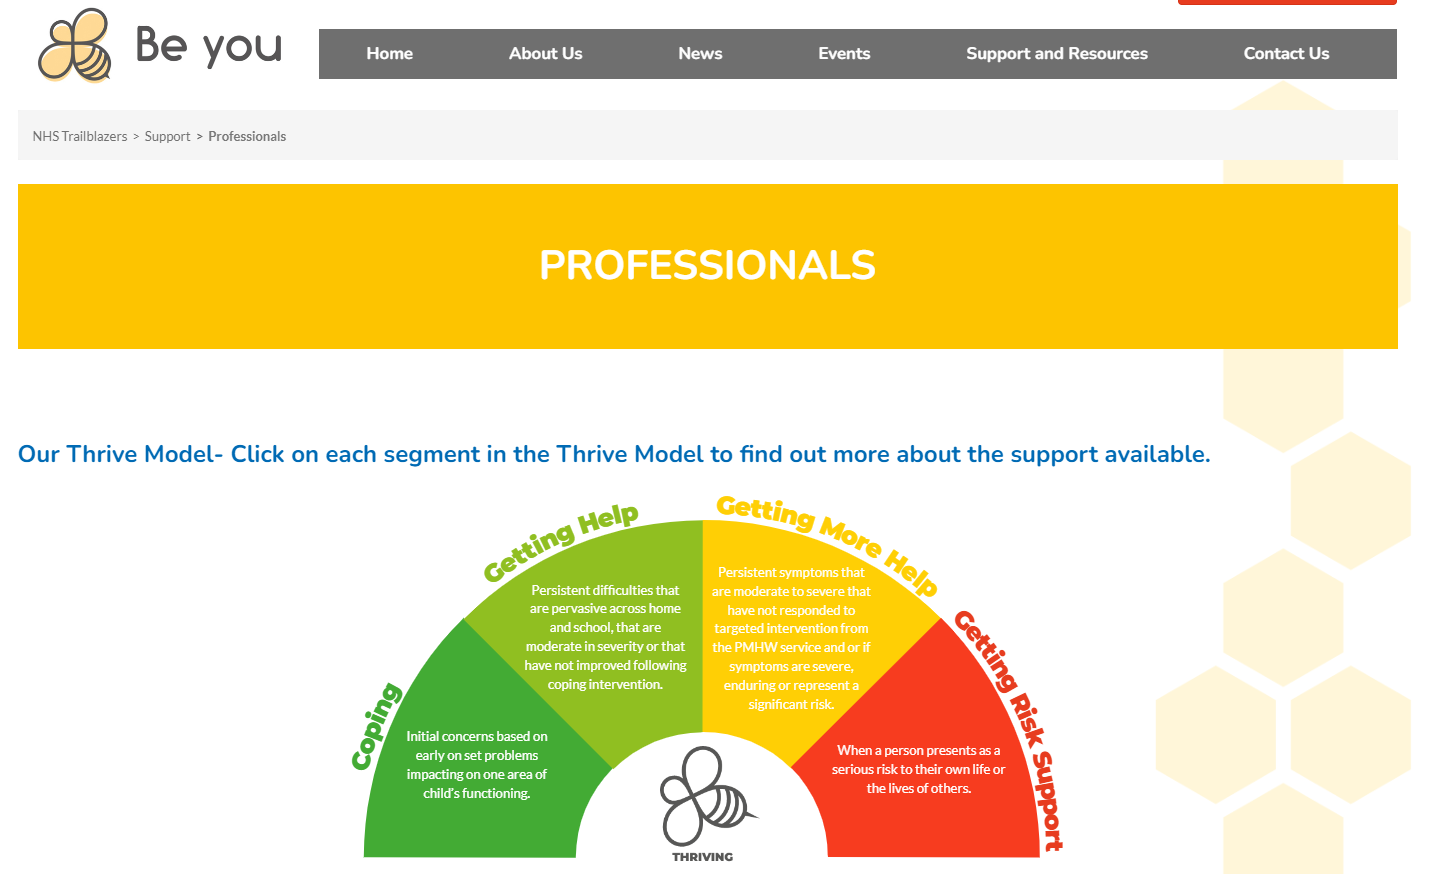 Be you
Home About Us News Events Support and Resources Contact Us
NHS Trailblazers > Support > Professionals
PROFESSIONALS
Our Thrive Model- Click on each segment in the Thrive Model to find out more about the support available.
Coping
Initial concerns based on
early on set problems
impacting on one area of
child's functioning.
Getting Help
Persistent difficulties that
are pervasive across home
and school, that are
moderate in severity or that
have not improved following
coping intervention.
Getting More Help
Persistent symptoms that
are moderate to severe that
have not responded to
targeted intervention from
the PMHW service and or if
symptoms are severe,
enduring or represent a
significant risk.
Getting Risk Support
When a person presents as a
serious risk to their own life or
the lives of others.
THRIVING